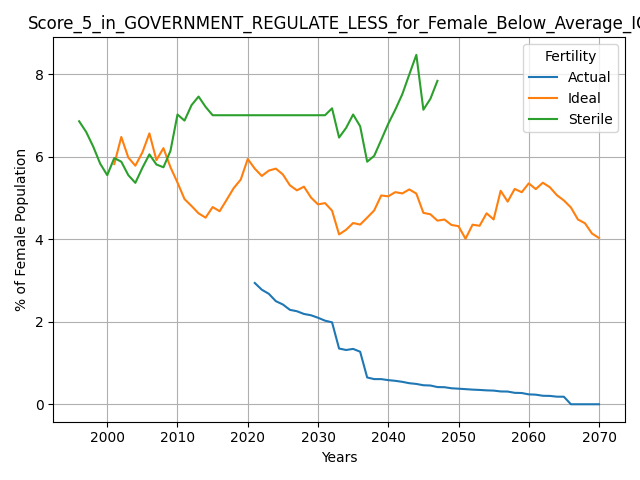 Score_5_in_GOVERNMENT_REGULATE_LESS_for_Female_Below_Average_IQ
Fertility
Actual
Ideal
Sterile
% of Female Population
8
6
4
2
0
2000 2010 2020 2030 2040 2050 2060 2070
Years